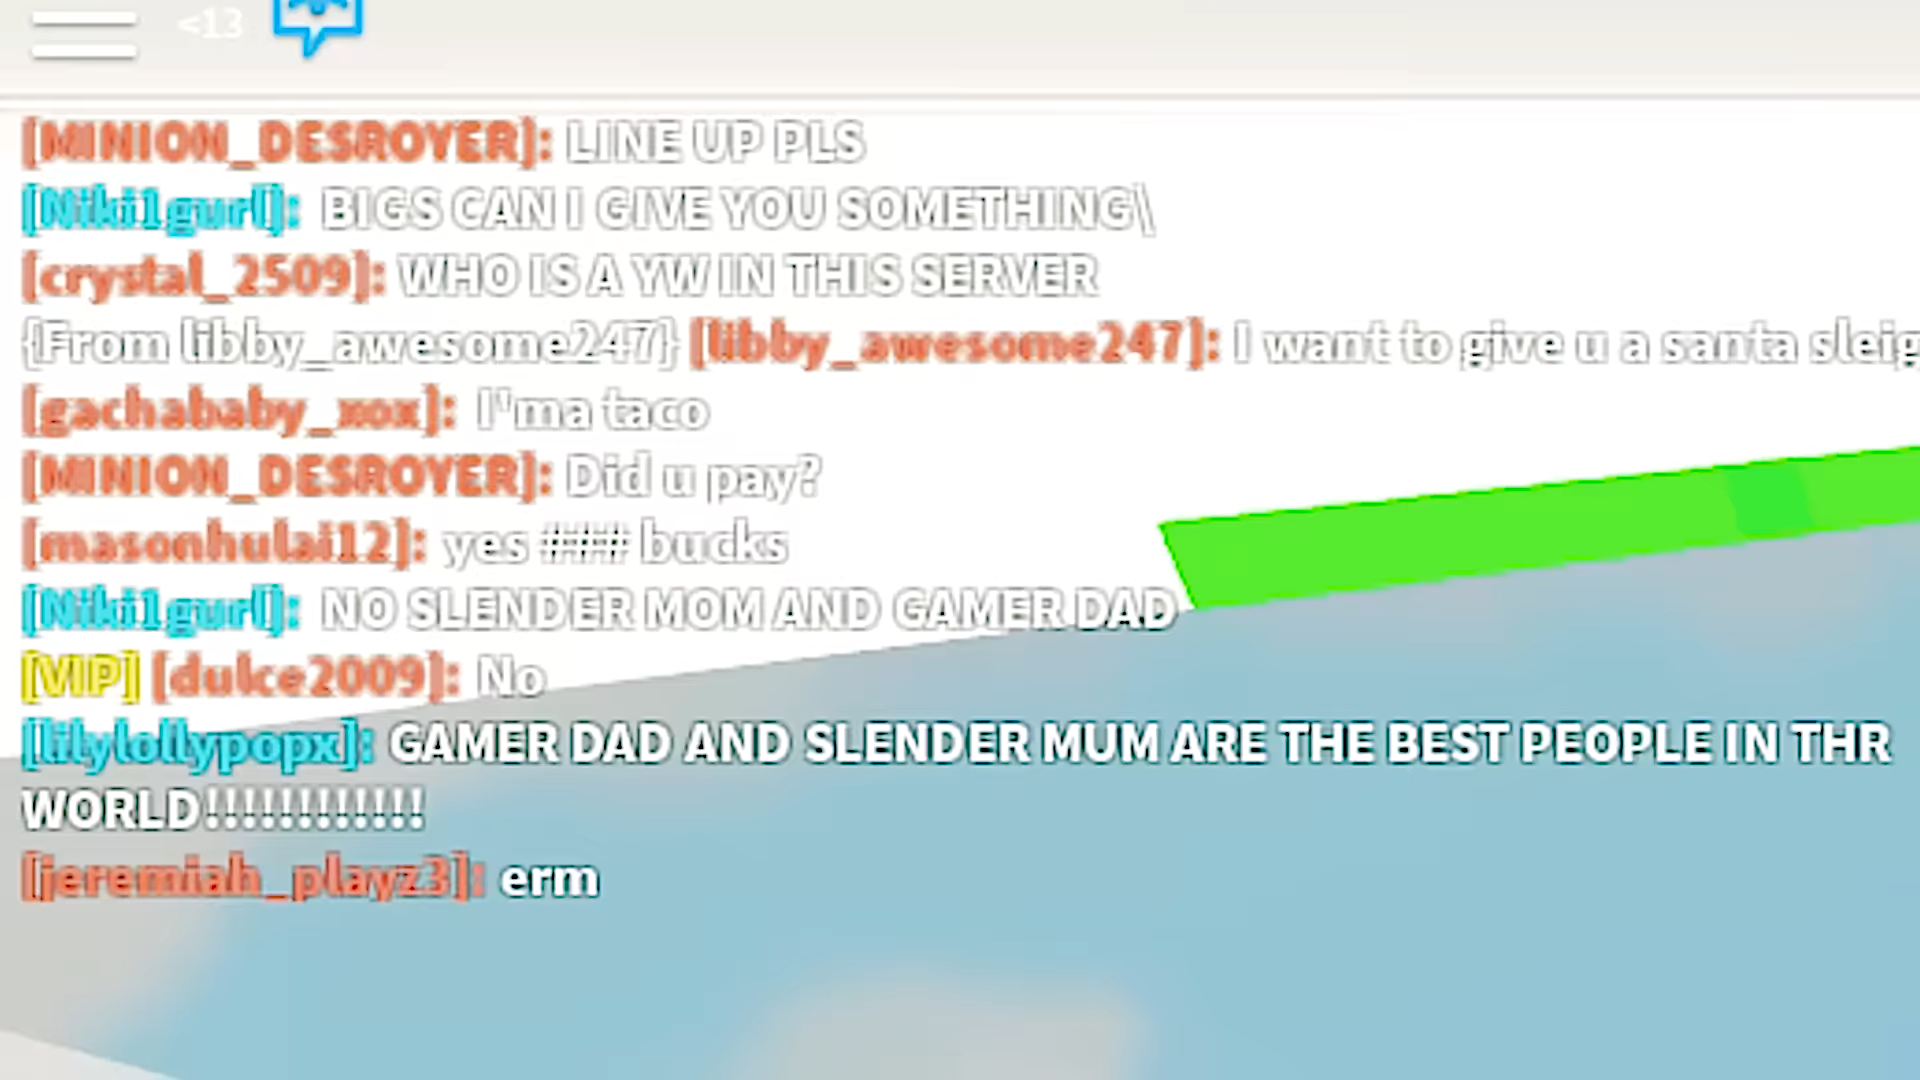 <13
[MINION_DESROYER]: LINE UP PLS
[Niki1gurl]: BIGS CAN I GIVE YOU SOMETHING\
[crystal_2509]: WHO IS A YW IN THIS SERVER
{From libby_awesome247} [libby_awesome247]: I want to give u a santa sleig
[gachababy_xox]: I'ma taco
[MINION_DESROYER]: Did u pay?
[masonhulai12]: yes ### bucks
[Niki1gurl]: NO SLENDER MOM AND GAMER DAD
[VIP] [dulce2009]: No
[lilylollypopx]: GAMER DAD AND SLENDER MUM ARE THE BEST PEOPLE IN THR
WORLD!!!!!!!!!!!!
[jeremiah_playz3]: erm